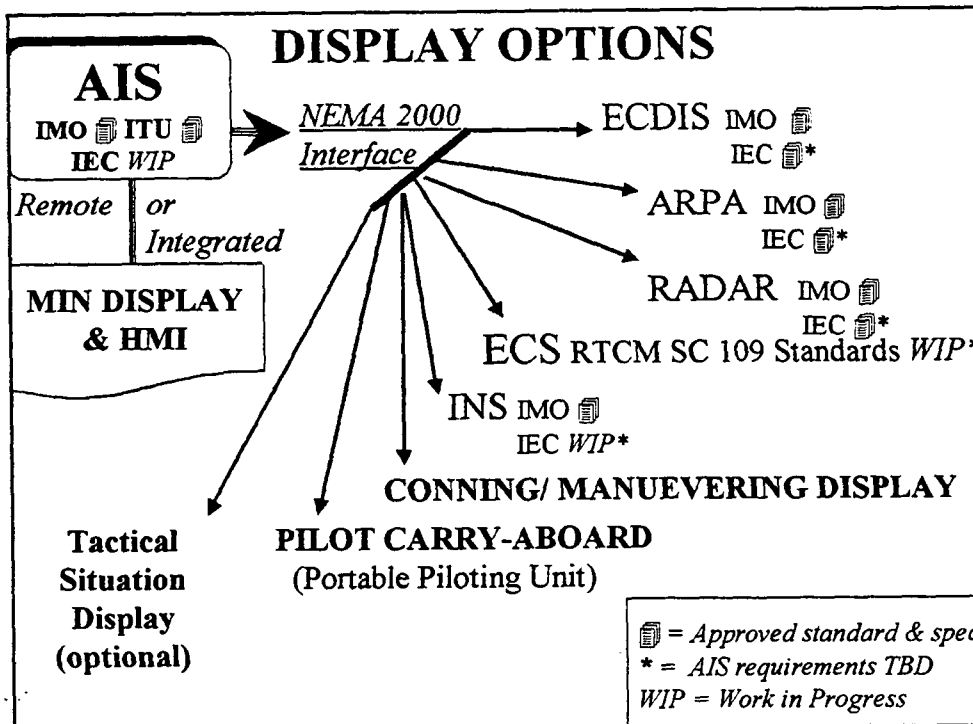 DISPLAY OPTIONS
AIS
IMO 🗐 ITU 🗐
IEC WIP
Remote or
Integrated
MIN DISPLAY
& HMI
NEMA 2000
Interface
ECDIS IMO 🗐
IEC 🗐*
ARPA IMO 🗐
IEC 🗐*
RADAR IMO 🗐
IEC 🗐*
ECS RTCM SC 109 Standards WIP*
INS IMO 🗐
IEC WIP*
CONNING/ MANUEVERING DISPLAY
PILOT CARRY-ABOARD
(Portable Piloting Unit)
Tactical
Situation
Display
(optional)
🗐 = Approved standard & spec
* = AIS requirements TBD
WIP = Work in Progress